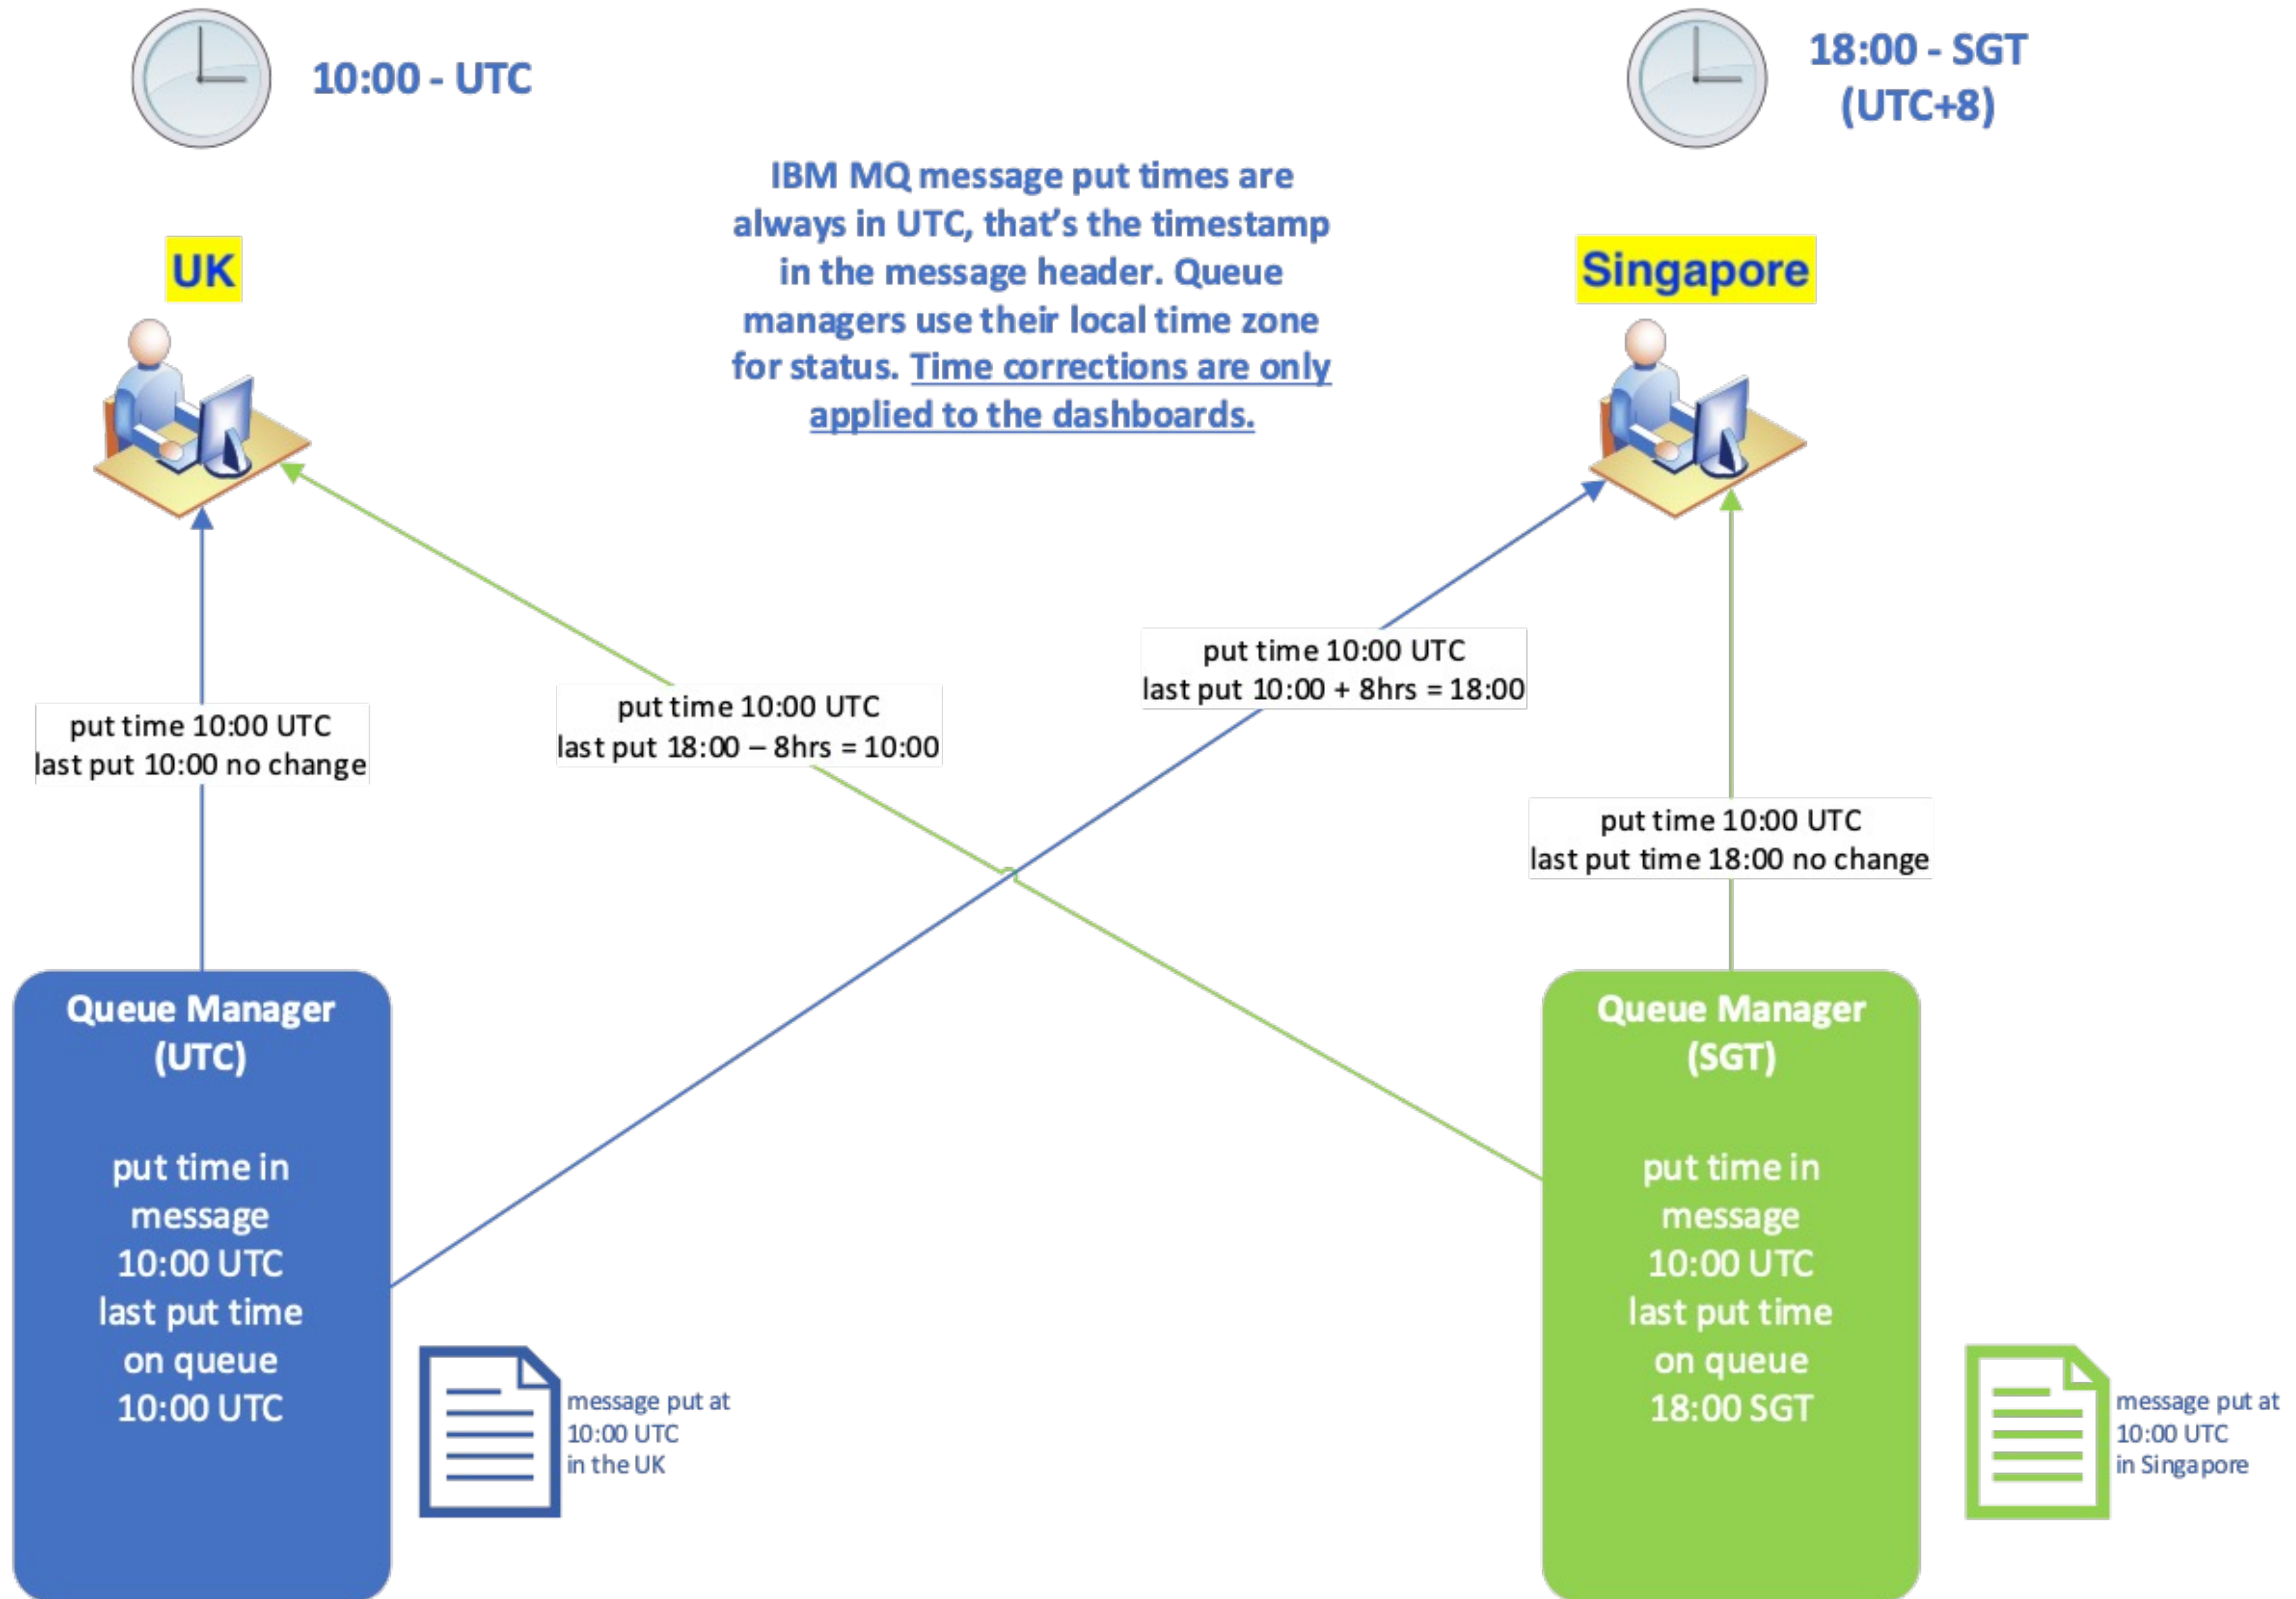 10:00 - UTC
18:00 - SGT
(UTC+8)
IBM MQ message put times are
always in UTC, that's the timestamp
in the message header. Queue
managers use their local time zone
for status. Time corrections are only
applied to the dashboards.
UK
Singapore
put time 10:00 UTC
last put 10:00 no change
put time 10:00 UTC
last put 18:00 – 8hrs = 10:00
put time 10:00 UTC
last put 10:00 + 8hrs = 18:00
put time 10:00 UTC
last put time 18:00 no change
Queue Manager
(UTC)
put time in
message
10:00 UTC
last put time
on queue
10:00 UTC
message put at
10:00 UTC
in the UK
Queue Manager
(SGT)
put time in
message
10:00 UTC
last put time
on queue
18:00 SGT
message put at
10:00 UTC
in Singapore